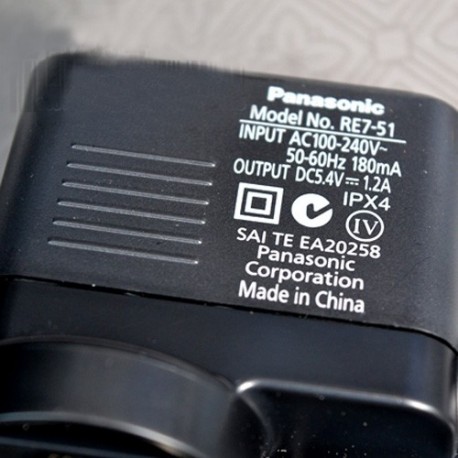 Panasonic
Model No. RE7-51
INPUT AC100-240V~
50-60Hz 180mA
OUTPUT DC5.4V⎓1.2A
IPX4
IV
SAI TE EA20258
Panasonic
Corporation
Made in China